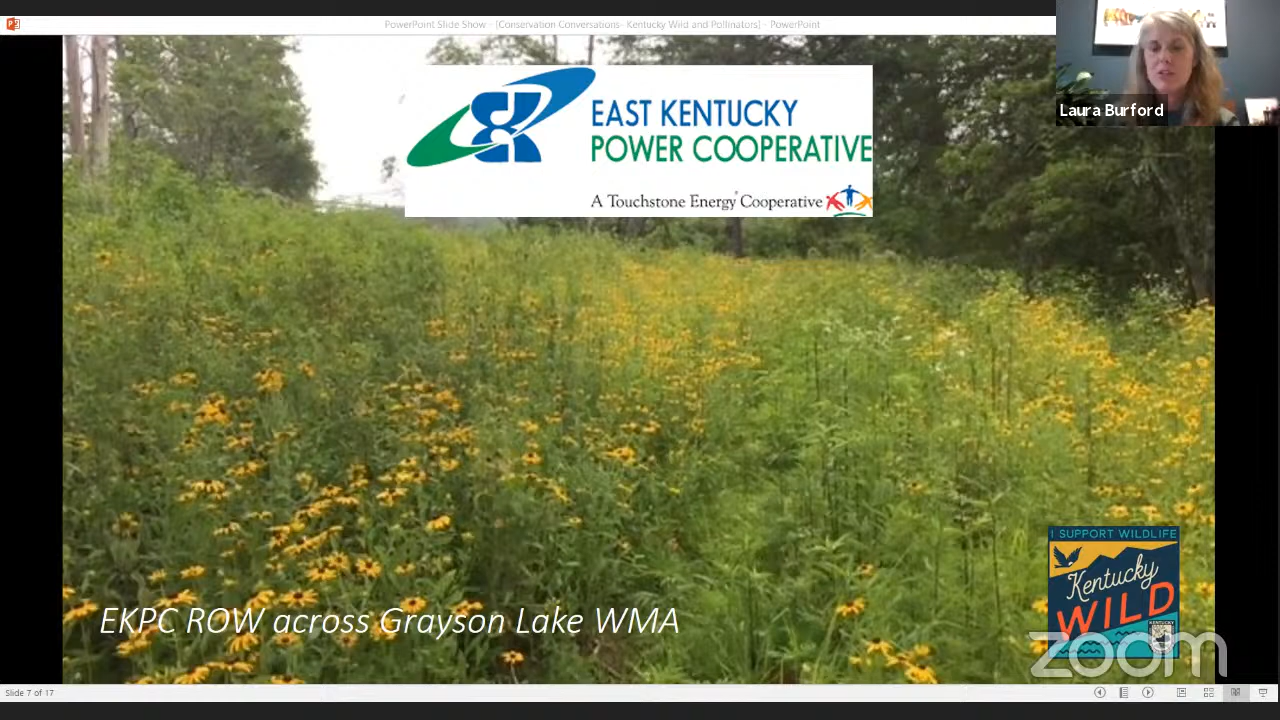 PowerPoint Slide Show - [Conservation Conversations- Kentucky Wild and Pollinators] - PowerPoint
Laura Burford
EAST KENTUCKY
POWER COOPERATIVE
A Touchstone Energy® Cooperative
I SUPPORT WILDLIFE
Kentucky
WILD
KENTUCKY
EKPC ROW across Grayson Lake WMA
zoom
Slide 7 of 17